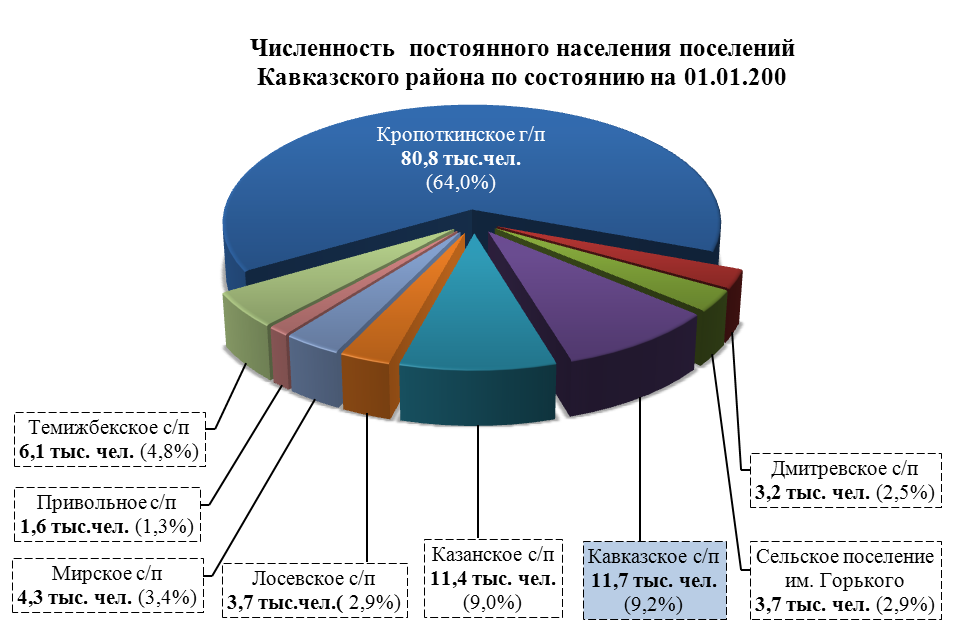 Численность постоянного населения поселений
Кавказского района по состоянию на 01.01.200
Кропоткинское г/п
80,8 тыс.чел.
(64,0%)
Темижбекское с/п
6,1 тыс. чел. (4,8%)
Привольное с/п
1,6 тыс.чел. (1,3%)
Мирское с/п
4,3 тыс. чел. (3,4%)
Лосевское с/п
3,7 тыс.чел.( 2,9%)
Казанское с/п
11,4 тыс. чел.
(9,0%)
Кавказское с/п
11,7 тыс. чел.
(9,2%)
Дмитревское с/п
3,2 тыс. чел. (2,5%)
Сельское поселение
им. Горького
3,7 тыс. чел. (2,9%)